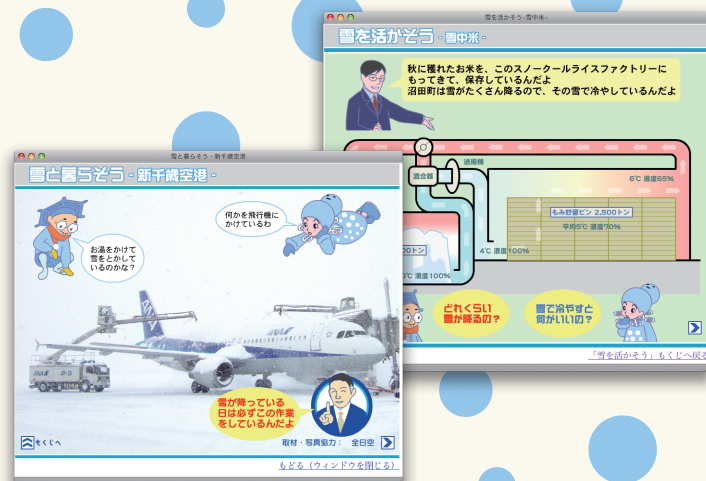 雪を活かそう-雪中米-
雪を活かそう - 雪中米 -
秋に穫れたお米を、このスノークールライスファクトリーに
もってきて、保存しているんだよ
沼田町は雪がたくさん降るので、その雪で冷やしているんだよ
送風機
混合器
6℃ 湿度65%
もみ貯留ビン 2,500トン
平均5℃ 湿度70%
00トン
4℃ 湿度100%
℃ 湿度100%
どれくらい
雪が降るの？
雪で冷やすと
何がいいの？
「雪を活かそう」もくじへ戻る
雪と暮らそう - 新千歳空港
雪と暮らそう - 新千歳空港 -
お湯をかけて
雪をとかして
いるのかな？
何かを飛行機に
かけているわ
ANA
ANA
雪が降っている
日は必ずこの作業
をしているんだよ
もくじへ
取材・写真協力： 全日空
もどる（ウィンドウを閉じる）